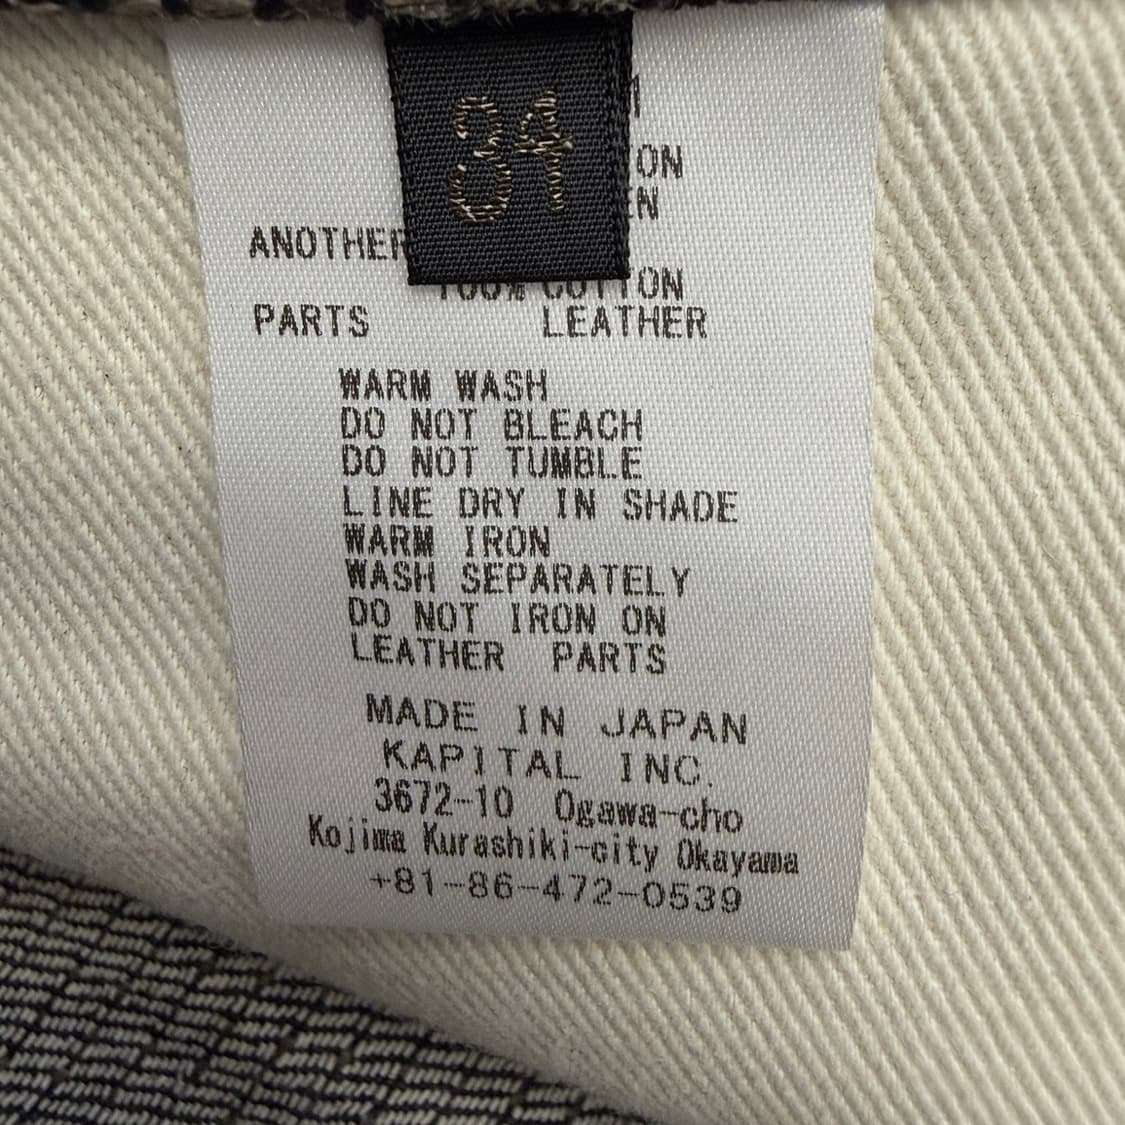 34
ANOTHER
100% COTTON
PARTS LEATHER
WARM WASH
DO NOT BLEACH
DO NOT TUMBLE
LINE DRY IN SHADE
WARM IRON
WASH SEPARATELY
DO NOT IRON ON
LEATHER PARTS
MADE IN JAPAN
KAPITAL INC.
3672-10 Ogawa-cho
Kojima Kurashiki-city Okayama
+81-86-472-0539